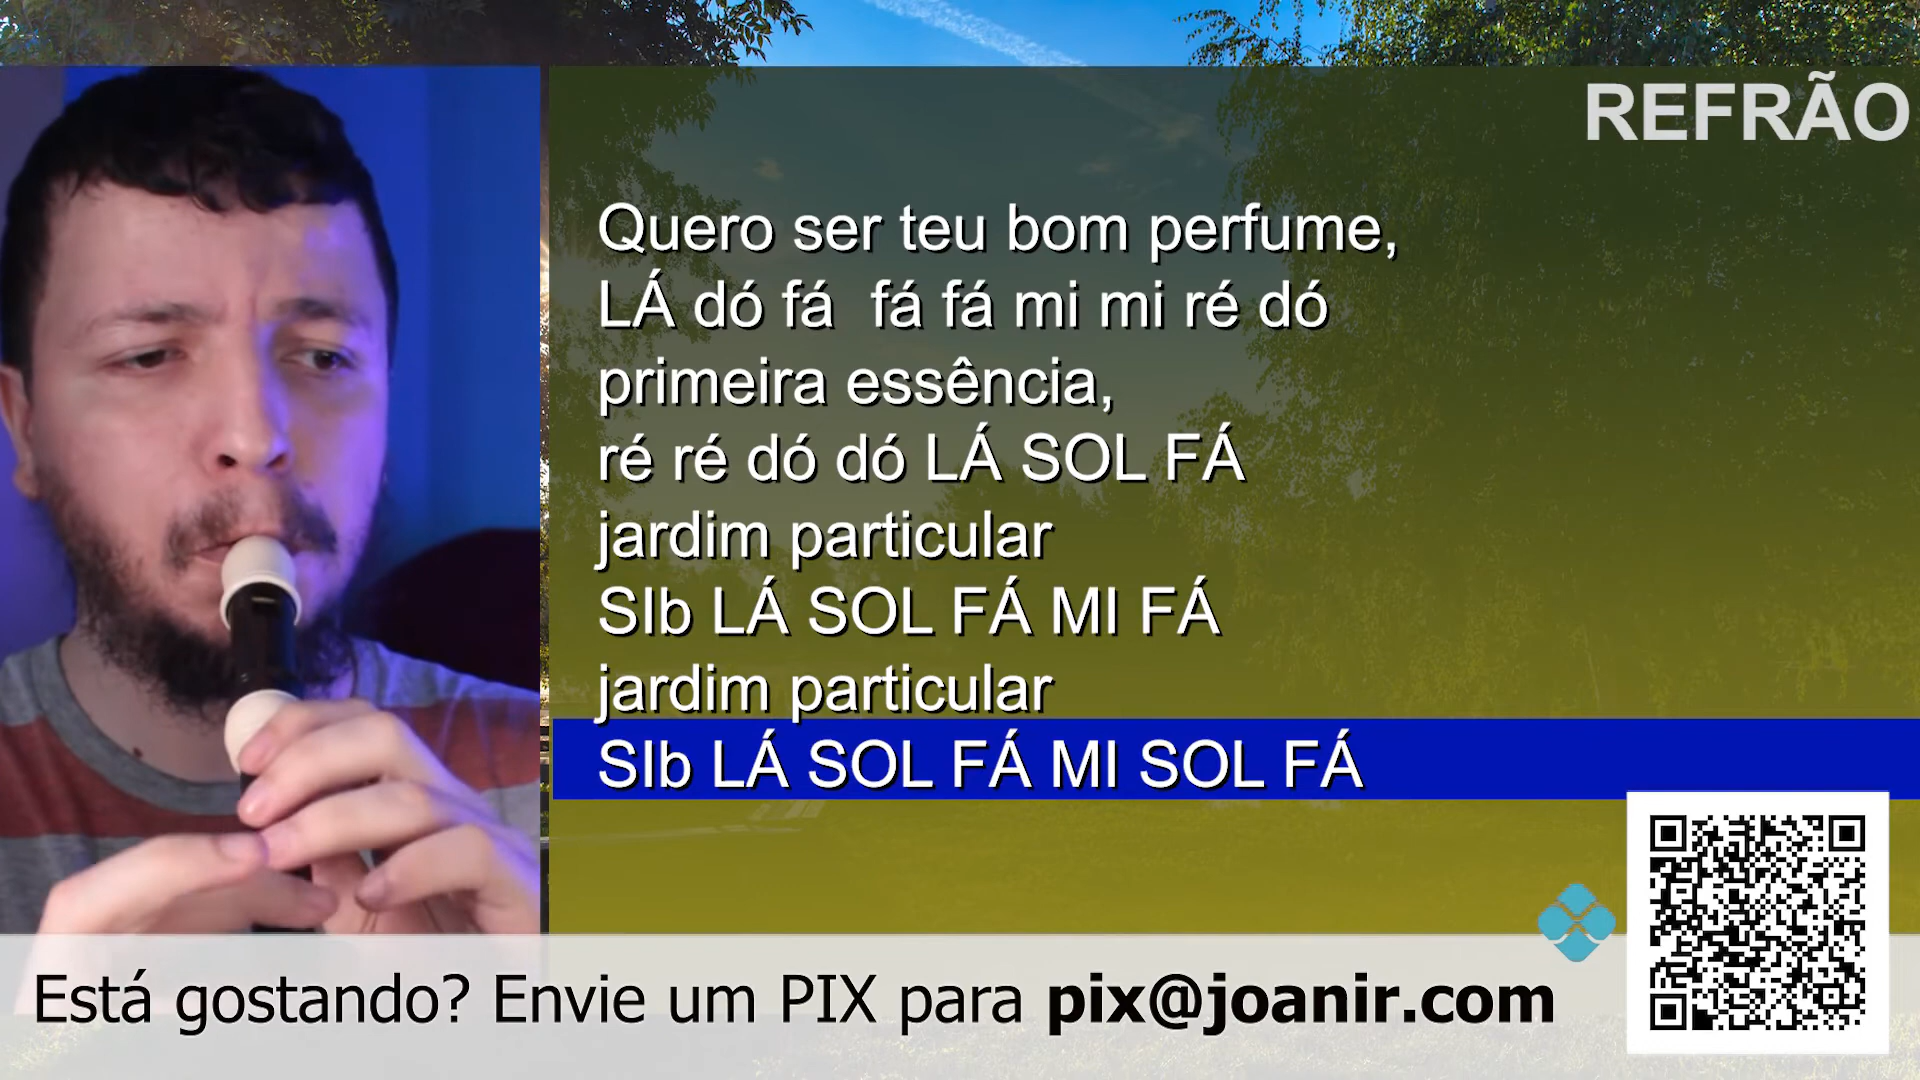 REFRÃO
Quero ser teu bom perfume,
LÁ dó fá fá fá mi mi ré dó
primeira essência,
ré ré dó dó LÁ SOL FÁ
jardim particular
SIb LÁ SOL FÁ MI FÁ
jardim particular
SIb LÁ SOL FÁ MI SOL FÁ
Está gostando? Envie um PIX para pix@joanir.com